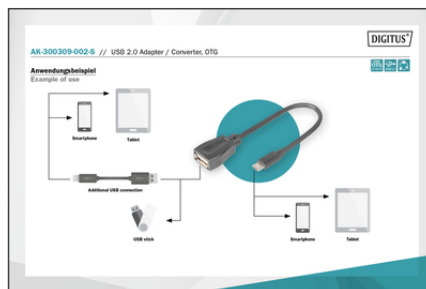 DIGITUS®
AK-300309-002-S // USB 2.0 Adapter / Converter, OTG
Anwendungsbeispiel
Example of use
Smartphone
Tablet
Additional USB connection
USB stick
Smartphone
Tablet